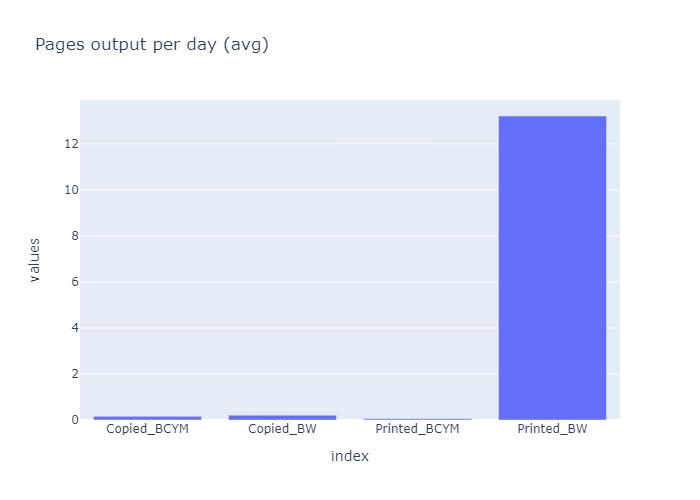 Pages output per day (avg)
12
10
8
6
4
2
0
values
Copied_BCYM Copied_BW Printed_BCYM Printed_BW
index